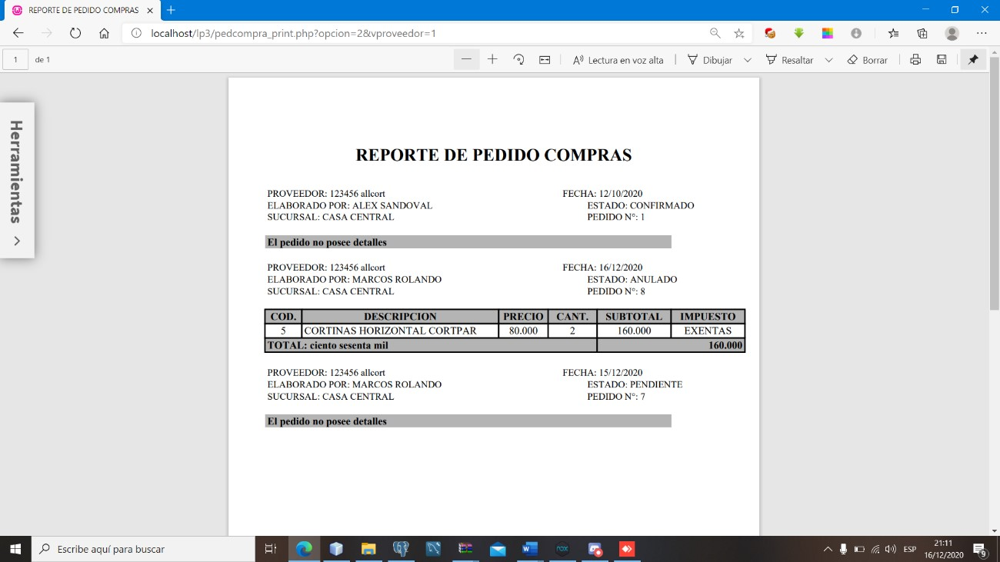 REPORTE DE PEDIDO COMPRAS
localhost/lp3/pedcompra_print.php?opcion=2&vproveedor=1
1 de 1 Lectura en voz alta Dibujar Resaltar Borrar
Herramientas
REPORTE DE PEDIDO COMPRAS
PROVEEDOR: 123456 allcort FECHA: 12/10/2020
ELABORADO POR: ALEX SANDOVAL ESTADO: CONFIRMADO
SUCURSAL: CASA CENTRAL PEDIDO N°: 1
El pedido no posee detalles
PROVEEDOR: 123456 allcort FECHA: 16/12/2020
ELABORADO POR: MARCOS ROLANDO ESTADO: ANULADO
SUCURSAL: CASA CENTRAL PEDIDO N°: 8
COD. DESCRIPCION PRECIO CANT. SUBTOTAL IMPUESTO
5 CORTINAS HORIZONTAL CORTPAR 80.000 2 160.000 EXENTAS
TOTAL: ciento sesenta mil 160.000
PROVEEDOR: 123456 allcort FECHA: 15/12/2020
ELABORADO POR: MARCOS ROLANDO ESTADO: PENDIENTE
SUCURSAL: CASA CENTRAL PEDIDO N°: 7
El pedido no posee detalles
Escribe aquí para buscar nox ESP 21:11
16/12/2020 9